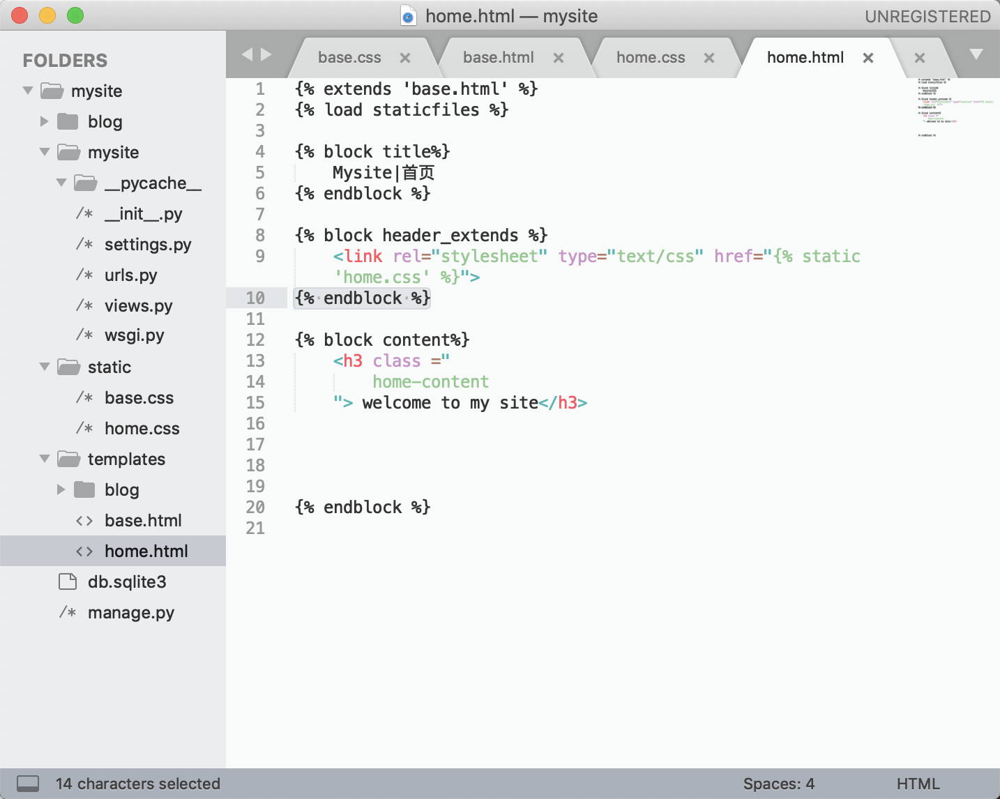 home.html — mysite
UNREGISTERED
FOLDERS
mysite
blog
mysite
__pycache__
/* __init__.py
/* settings.py
/* urls.py
/* views.py
/* wsgi.py
static
/* base.css
/* home.css
templates
blog
<> base.html
<> home.html
db.sqlite3
/* manage.py
base.css ×
base.html ×
home.css ×
home.html ×
×
1 {% extends 'base.html' %}
2 {% load staticfiles %}
3
4 {% block title%}
5 Mysite|首页
6 {% endblock %}
7
8 {% block header_extends %}
9 <link rel="stylesheet" type="text/css" href="{% static
'home.css' %}">
10 {% endblock %}
11
12 {% block content%}
13 <h3 class ="
14 home-content
15 "> welcome to my site</h3>
16
17
18
19
20 {% endblock %}
21
14 characters selected
Spaces: 4
HTML